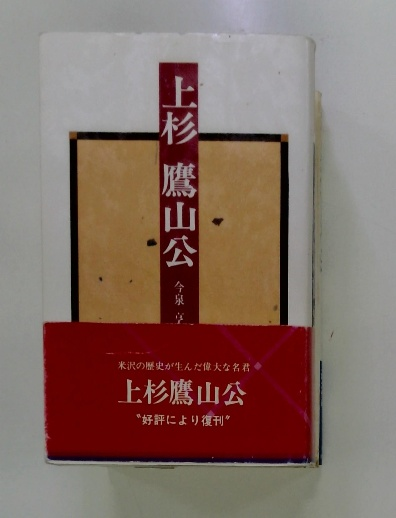 上杉 鷹山公
今泉 亨
米沢の歴史が生んだ偉大な名君
上杉鷹山公
〝好評により復刊〟